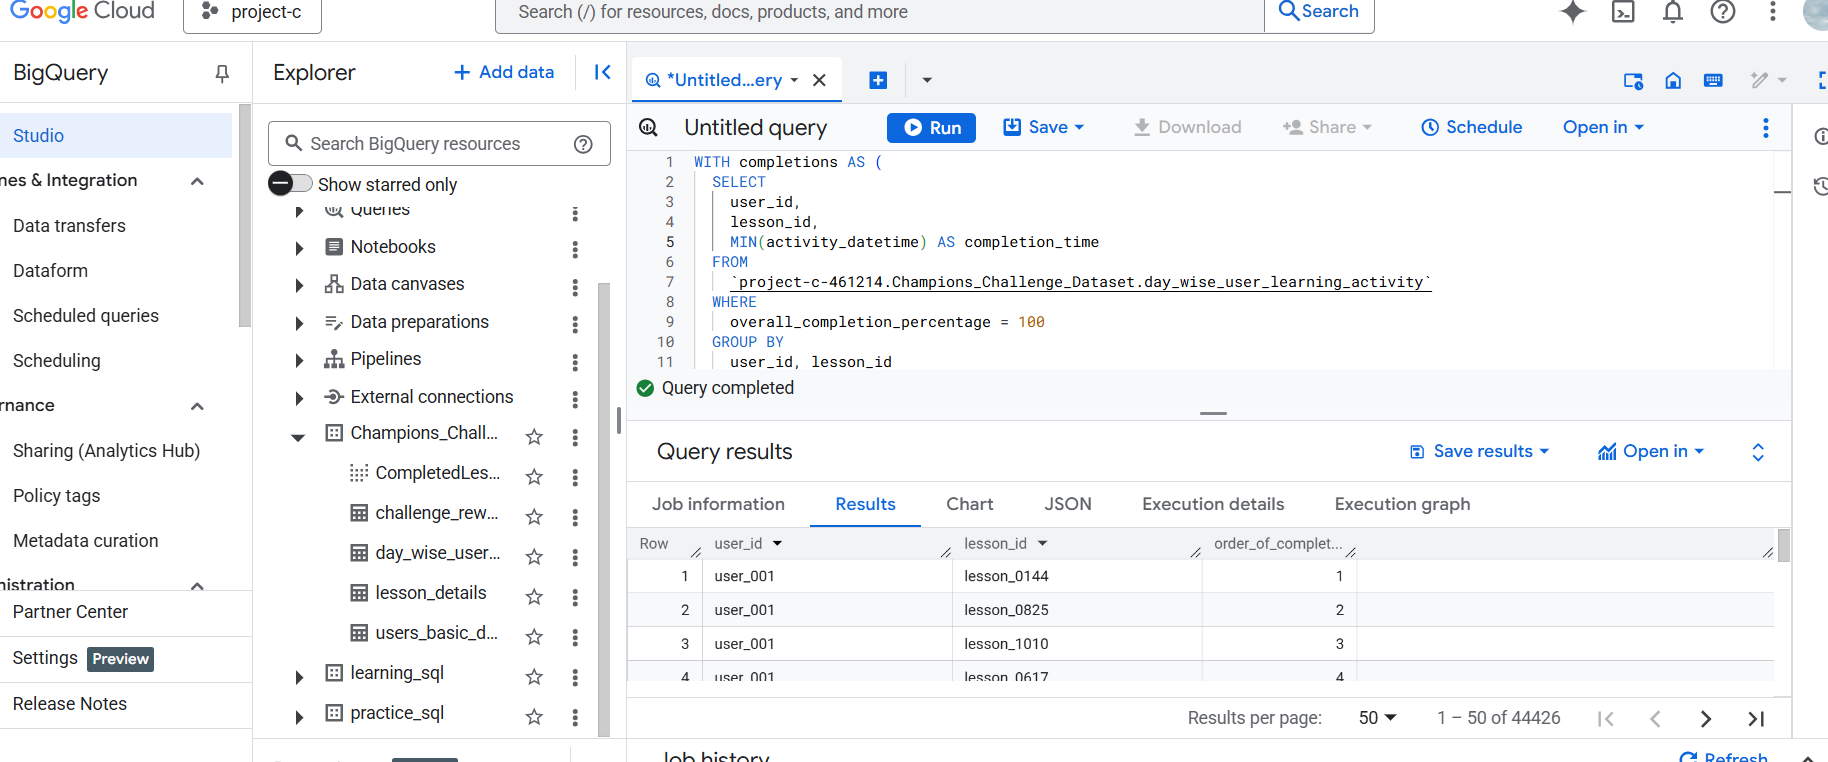 Google Cloud
project-c
Search (/) for resources, docs, products, and more
Search
BigQuery
Studio
nes & Integration
Data transfers
Dataform
Scheduled queries
Scheduling
rnance
Sharing (Analytics Hub)
Policy tags
Metadata curation
nistration
Partner Center
Settings Preview
Release Notes
Explorer
+ Add data
Search BigQuery resources
Show starred only
Queries
Notebooks
Data canvases
Data preparations
Pipelines
External connections
Champions_Chall...
CompletedLes...
challenge_rew...
day_wise_user...
lesson_details
users_basic_d...
learning_sql
practice_sql
*Untitled...ery
Untitled query
Run
Save
Download
Share
Schedule
Open in
1 WITH completions AS (
2 SELECT
3 user_id,
4 lesson_id,
5 MIN(activity_datetime) AS completion_time
6 FROM
7 `project-c-461214.Champions_Challenge_Dataset.day_wise_user_learning_activity`
8 WHERE
9 overall_completion_percentage = 100
10 GROUP BY
11 user_id, lesson_id
Query completed
Query results
Save results
Open in
Job information Results Chart JSON Execution details Execution graph
Row user_id lesson_id order_of_complet...
1 user_001 lesson_0144 1
2 user_001 lesson_0825 2
3 user_001 lesson_1010 3
4 user_001 lesson_0617 4
Results per page: 50 1 – 50 of 44426
Job history
Refresh